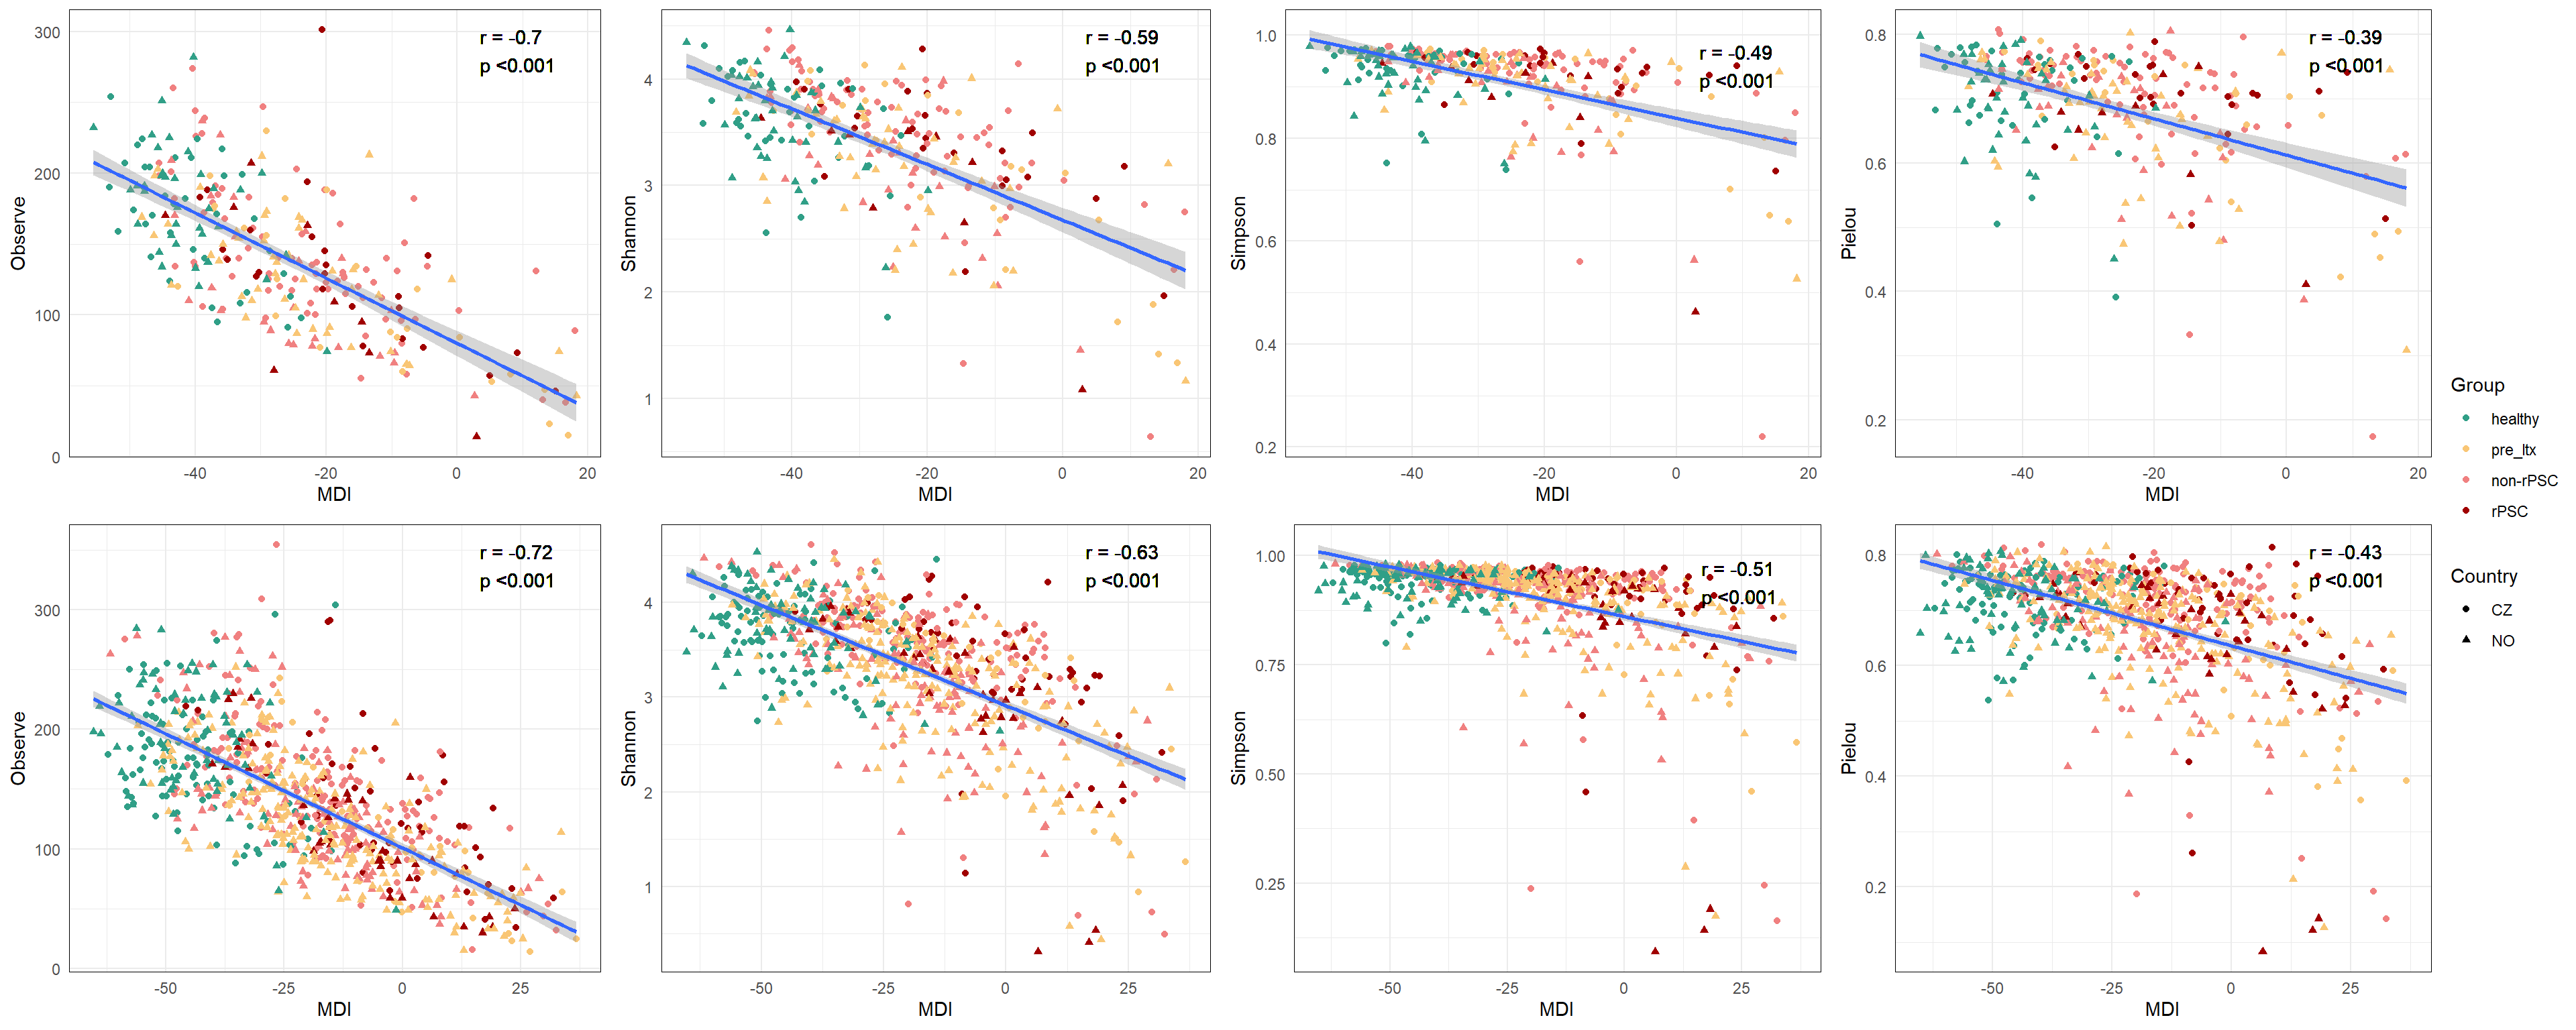 r = -0.7
p <0.001
300
200
100
0
Observe
-40
-20
0
20
MDI
r = -0.59
p <0.001
4
3
2
1
Shannon
-40
-20
0
20
MDI
r = -0.49
p <0.001
1.0
0.8
0.6
0.4
0.2
Simpson
-40
-20
0
20
MDI
r = -0.39
p <0.001
0.8
0.6
0.4
0.2
Pielou
-40
-20
0
20
MDI
r = -0.72
p <0.001
300
200
100
0
Observe
-50
-25
0
25
MDI
r = -0.63
p <0.001
4
3
2
1
Shannon
-50
-25
0
25
MDI
r = -0.51
p <0.001
1.00
0.75
0.50
0.25
Simpson
-50
-25
0
25
MDI
r = -0.43
p <0.001
0.8
0.6
0.4
0.2
Pielou
-50
-25
0
25
MDI
Group
healthy
pre_ltx
non-rPSC
rPSC
Country
CZ
NO